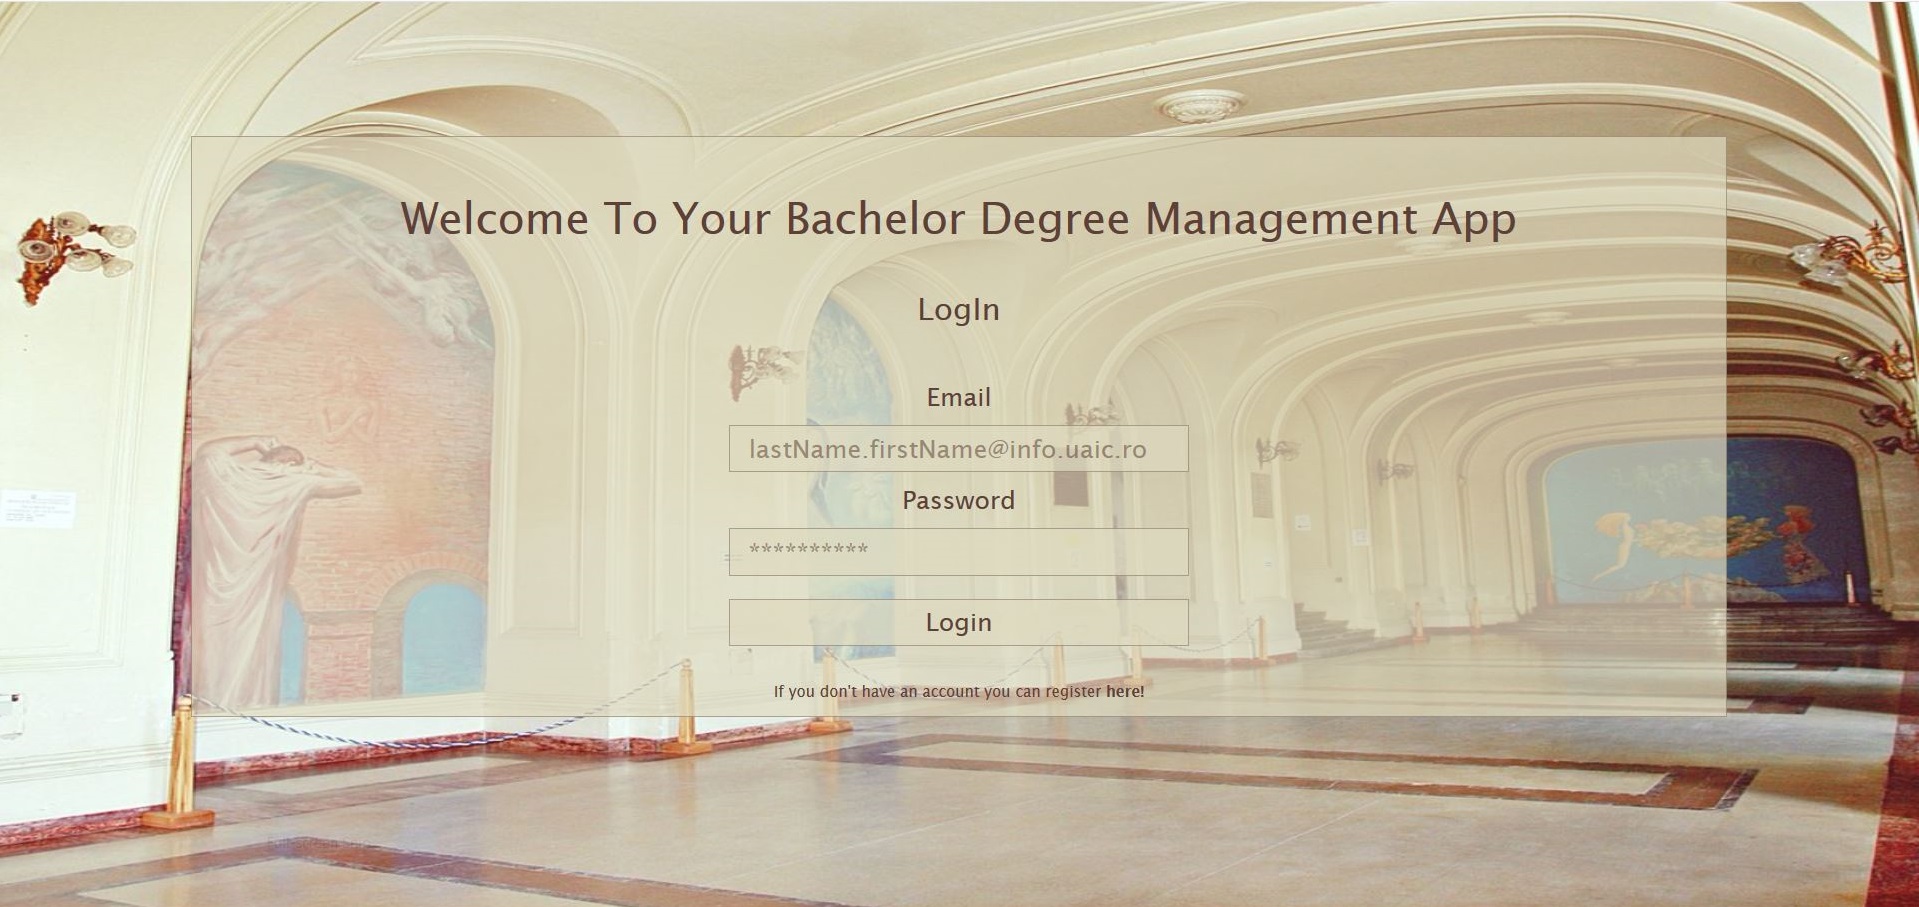 Welcome To Your Bachelor Degree Management App
LogIn
Email
lastName.firstName@info.uaic.ro
Password
**********
Login
If you don't have an account you can register here!